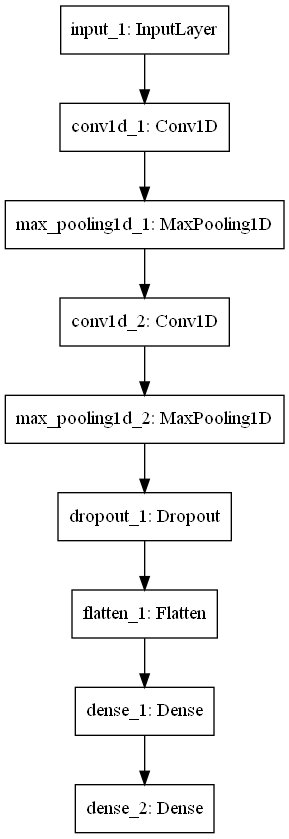 input_1: InputLayer
conv1d_1: Conv1D
max_pooling1d_1: MaxPooling1D
conv1d_2: Conv1D
max_pooling1d_2: MaxPooling1D
dropout_1: Dropout
flatten_1: Flatten
dense_1: Dense
dense_2: Dense